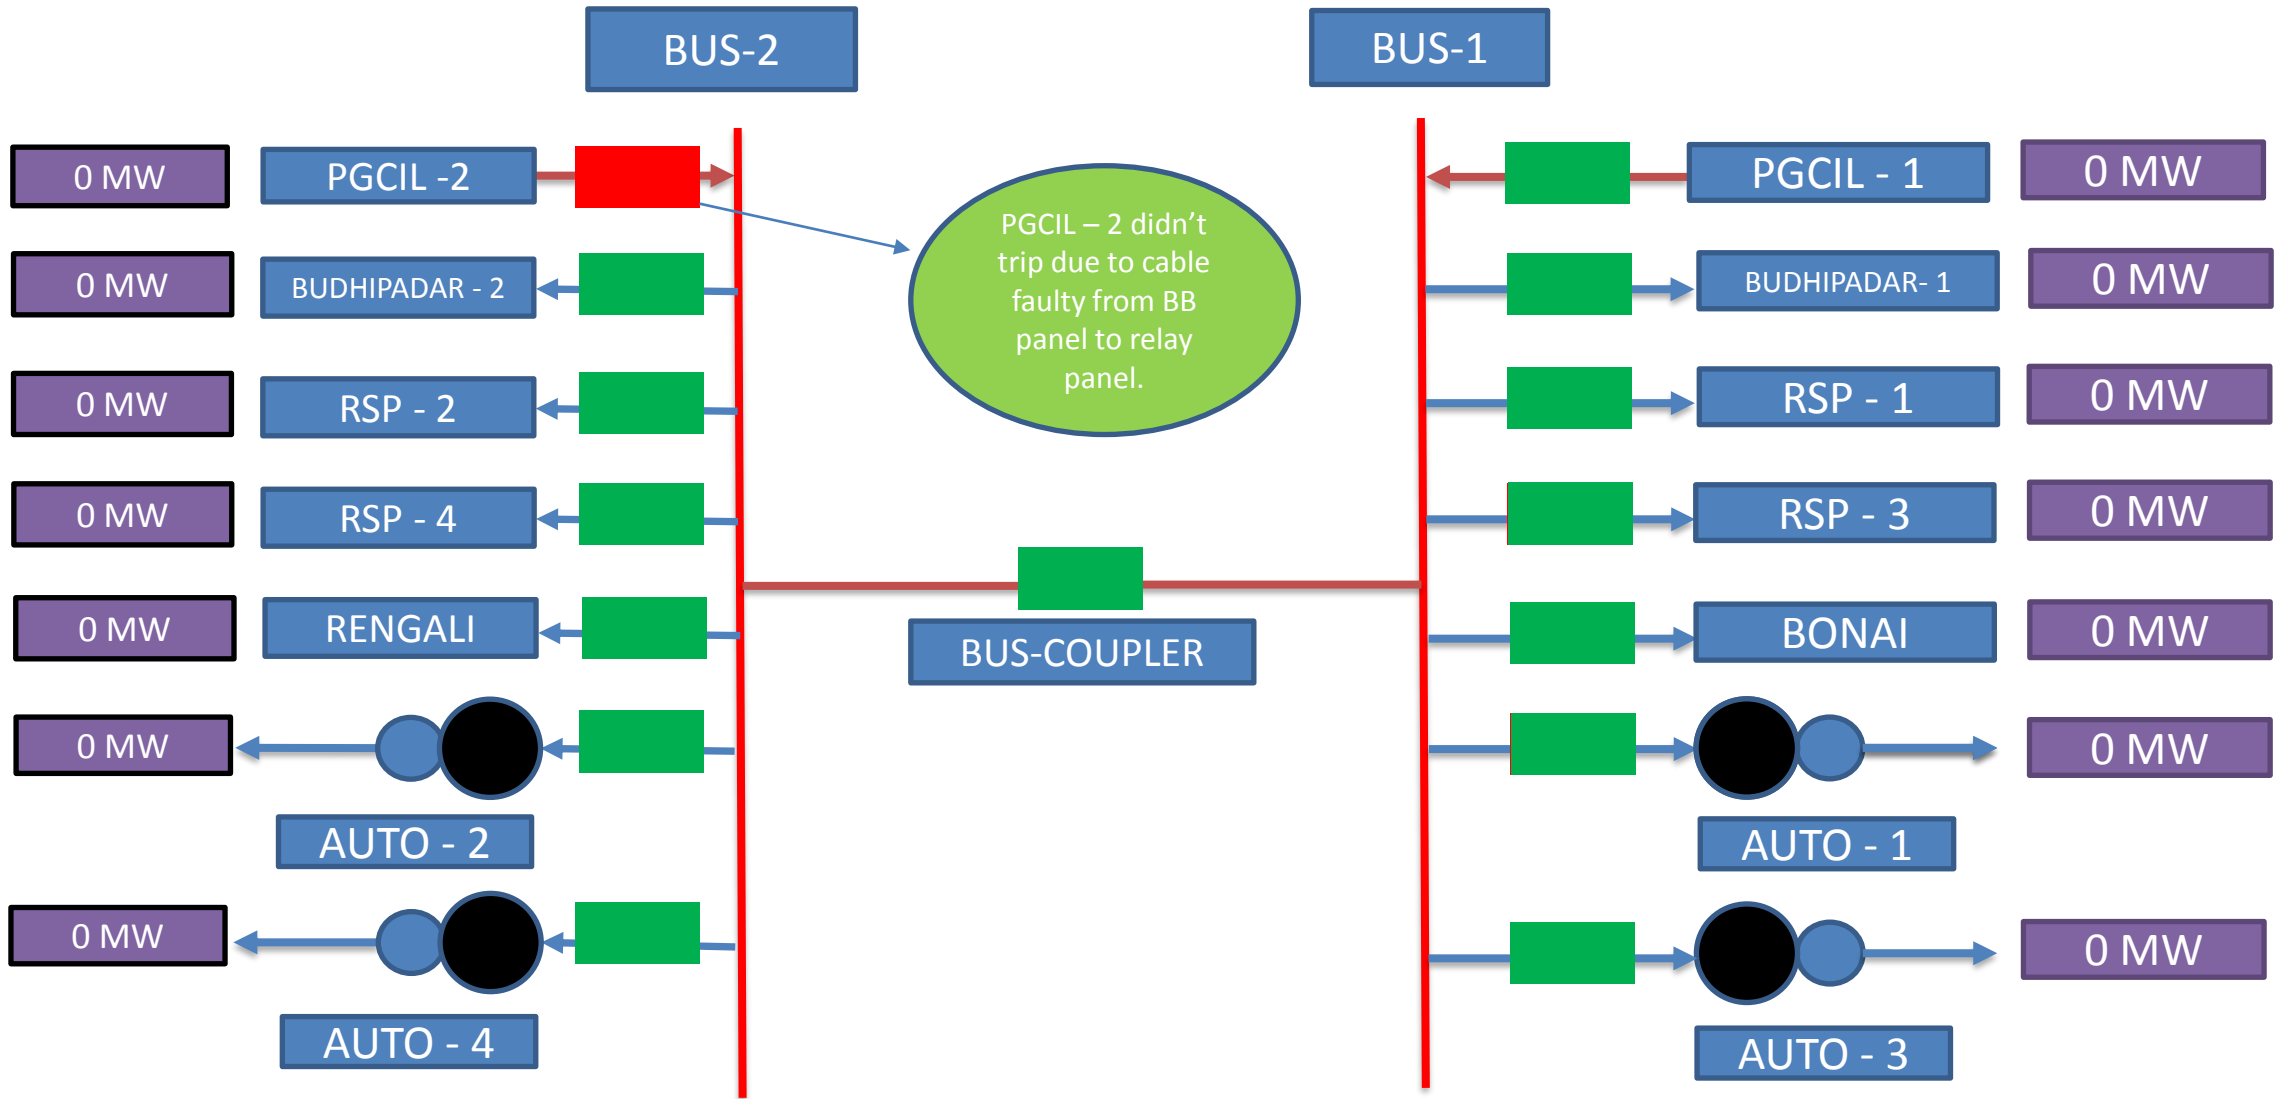 BUS-2
BUS-1
0 MW
PGCIL -2
PGCIL - 1
0 MW
PGCIL – 2 didn’t
trip due to cable
faulty from BB
panel to relay
panel.
0 MW
BUDHIPADAR - 2
BUDHIPADAR- 1
0 MW
0 MW
RSP - 2
RSP - 1
0 MW
0 MW
RSP - 4
RSP - 3
0 MW
0 MW
RENGALI
BUS-COUPLER
BONAI
0 MW
0 MW
0 MW
AUTO - 2
AUTO - 1
0 MW
0 MW
AUTO - 4
AUTO - 3